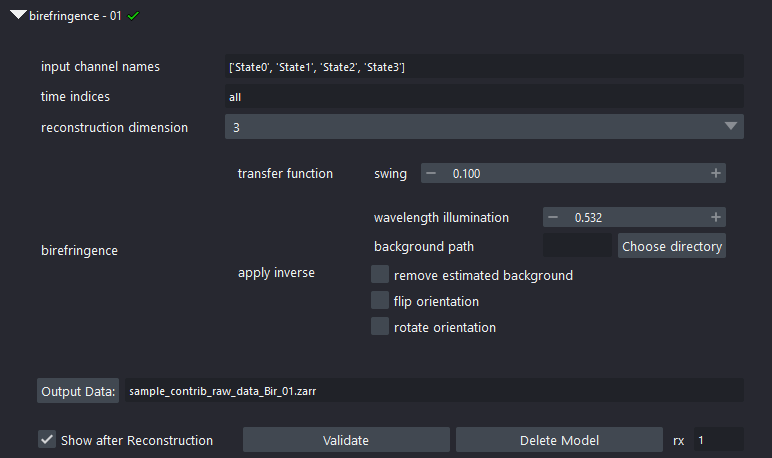 birefringence - 01
input channel names ['State0', 'State1', 'State2', 'State3']
time indices all
reconstruction dimension 3
transfer function swing 0.100
wavelength illumination 0.532
background path Choose directory
birefringence
apply inverse
remove estimated background
flip orientation
rotate orientation
Output Data: sample_contrib_raw_data_Bir_01.zarr
Show after Reconstruction Validate Delete Model rx 1